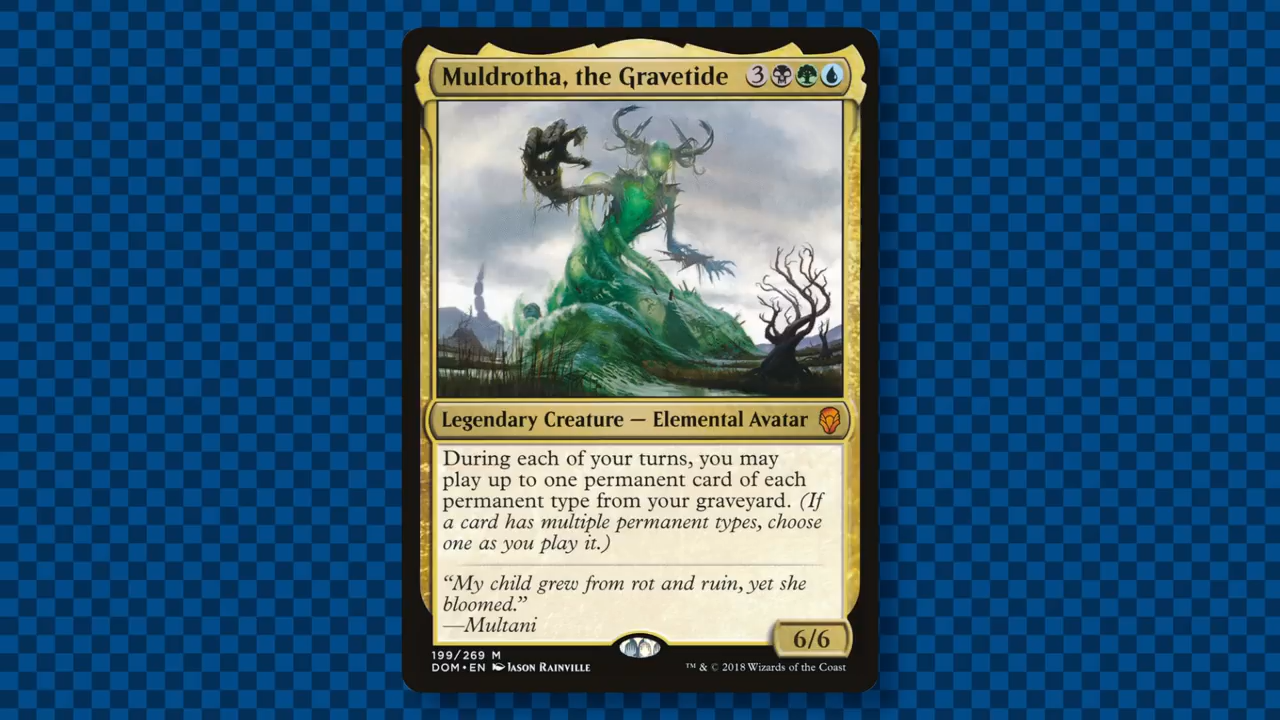 Muldrotha, the Gravetide 3
Legendary Creature — Elemental Avatar
During each of your turns, you may
play up to one permanent card of each
permanent type from your graveyard. (If
a card has multiple permanent types, choose
one as you play it.)
“My child grew from rot and ruin, yet she
bloomed.”
—Multani
6/6
199/269 M
DOM • EN Jason Rainville
™ & © 2018 Wizards of the Coast